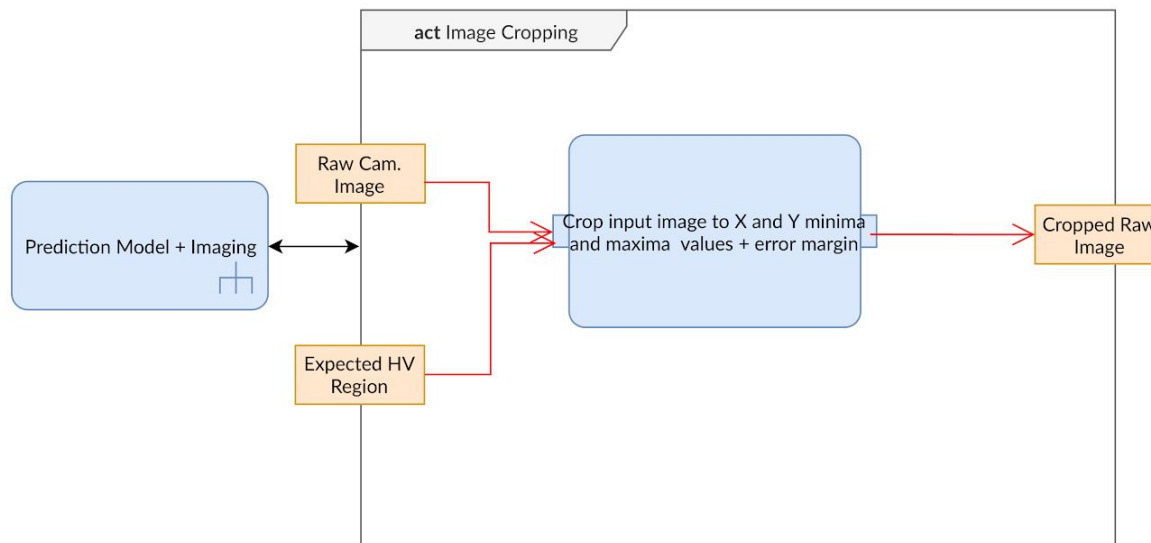 act Image Cropping
Raw Cam.
Image
Prediction Model + Imaging
Crop input image to X and Y minima
and maxima  values + error margin
Cropped Raw
Image
Expected HV
Region